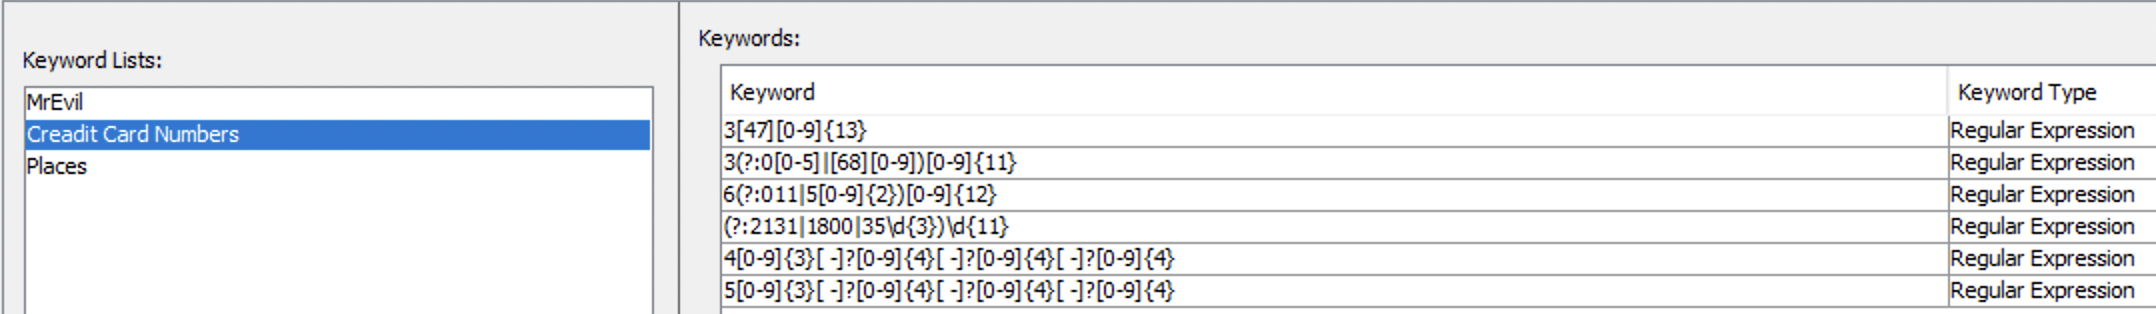 Keyword Lists:
MrEvil
Creadit Card Numbers
Places
Keywords:
Keyword Keyword Type
3[47][0-9]{13} Regular Expression
3(?:0[0-5]|[68][0-9])[0-9]{11} Regular Expression
6(?:011|5[0-9]{2})[0-9]{12} Regular Expression
(?:2131|1800|35\d{3})\d{11} Regular Expression
4[0-9]{3}[ -]?[0-9]{4}[ -]?[0-9]{4}[ -]?[0-9]{4} Regular Expression
5[0-9]{3}[ -]?[0-9]{4}[ -]?[0-9]{4}[ -]?[0-9]{4} Regular Expression